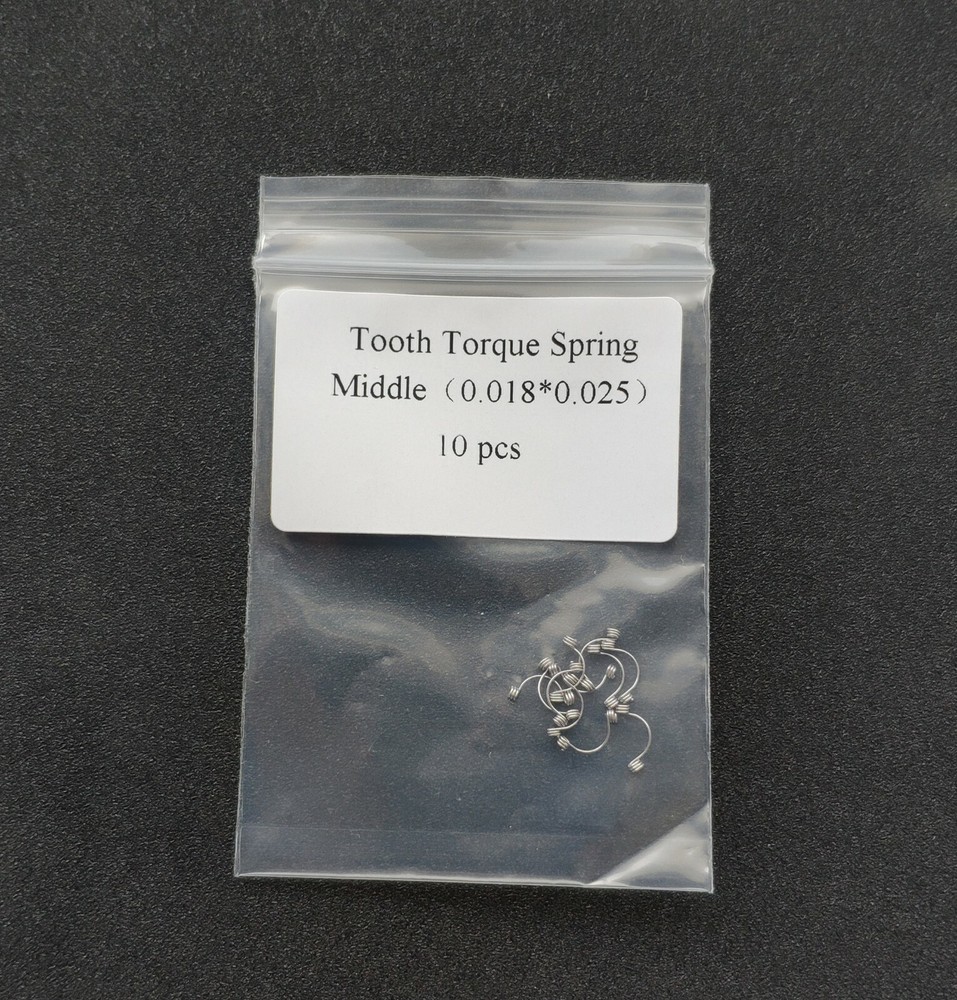 Tooth Torque Spring
Middle（0.018*0.025）
10 pcs